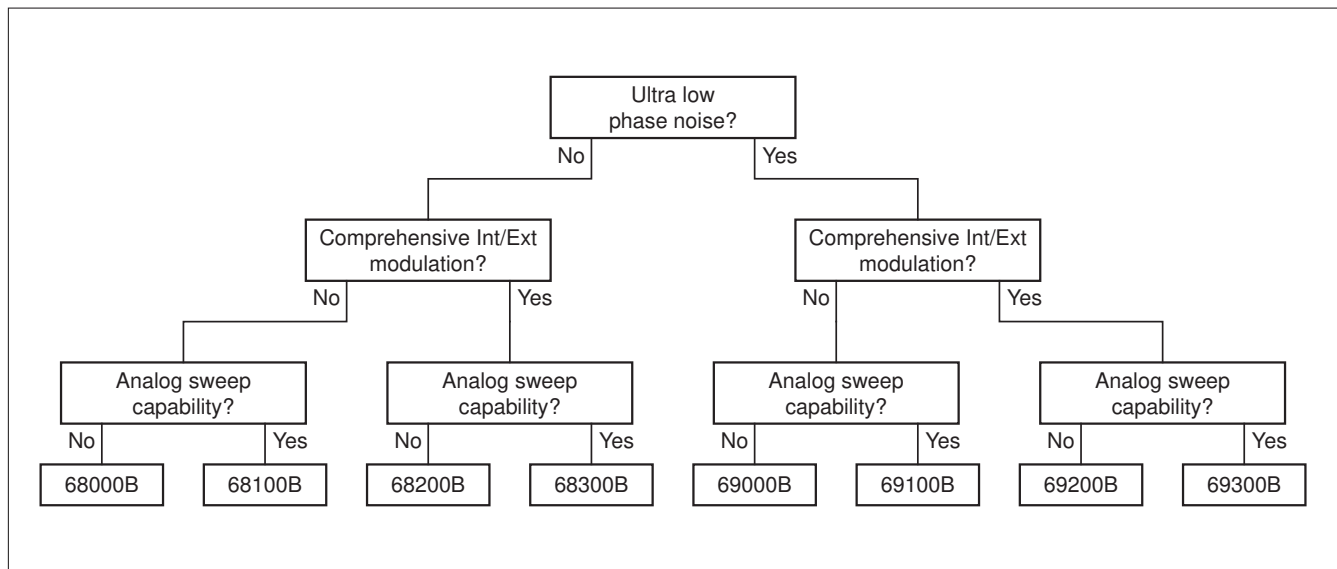 Ultra low
phase noise?
No
Yes
Comprehensive Int/Ext
modulation?
Comprehensive Int/Ext
modulation?
No
Yes
No
Yes
Analog sweep
capability?
Analog sweep
capability?
Analog sweep
capability?
Analog sweep
capability?
No
Yes
No
Yes
No
Yes
No
Yes
68000B
68100B
68200B
68300B
69000B
69100B
69200B
69300B